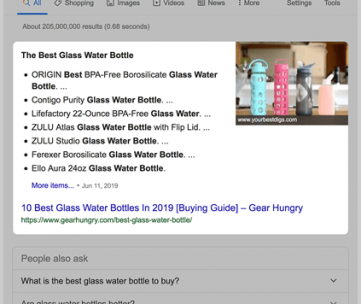 All Shopping Images Videos News More Settings Tools
About 205,000,000 results (0.68 seconds)
The Best Glass Water Bottle
• ORIGIN Best BPA-Free Borosilicate Glass Water
Bottle. ...
• Contigo Purity Glass Water Bottle. ...
• Lifefactory 22-Ounce BPA-Free Glass Water. ...
• ZULU Atlas Glass Water Bottle with Flip Lid. ...
• ZULU Studio Glass Water Bottle. ...
• Ferexer Borosilicate Glass Water Bottle. ...
• Ello Aura 24oz Glass Water Bottle.
www.yourbestdigs.com
More items... • Jun 11, 2019
10 Best Glass Water Bottles In 2019 [Buying Guide] – Gear Hungry
https://www.gearhungry.com/best-glass-water-bottle/
People also ask
What is the best glass water bottle to buy?
Are glass water bottles better?